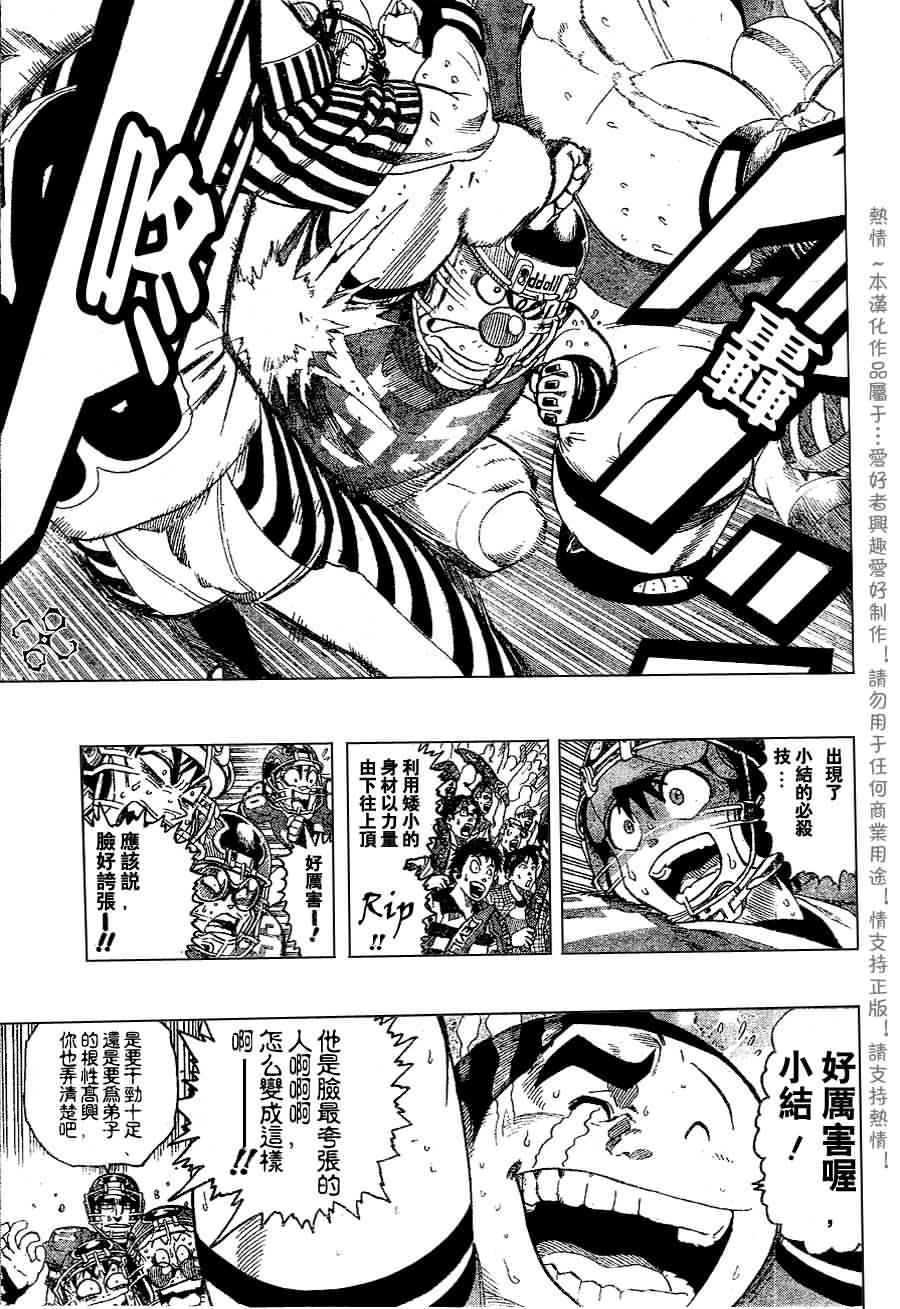 轟
oddoll
出現了
小結的必殺
技…
利用矮小的
身材以力量
由下往上頂
Rip
!!
好厲害—!
應該說，
臉好誇張
—!!
好厲害喔，
小結！
他是臉最夸張的
人啊啊啊，
怎么變成這樣
啊——!!
是要干勁十足
還是要為弟子
的根性高興，
你也弄清楚吧
熱情～本漢化作品屬于…愛好者興趣愛好制作！請勿用于任何商業用途！情支持正版！請支持熱情！